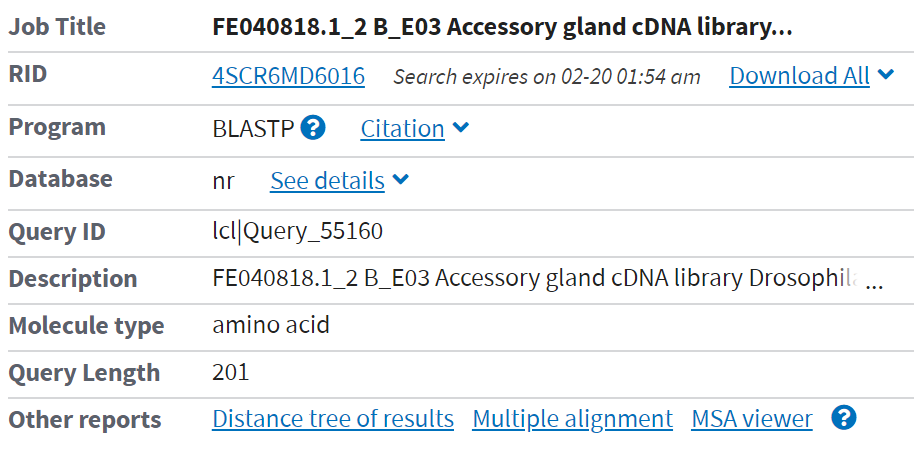 Job Title FE040818.1_2 B_E03 Accessory gland cDNA library...
RID 4SCR6MD6016 Search expires on 02-20 01:54 am Download All
Program BLASTP ? Citation
Database nr See details
Query ID lcl|Query_55160
Description FE040818.1_2 B_E03 Accessory gland cDNA library Drosophila ...
Molecule type amino acid
Query Length 201
Other reports Distance tree of results Multiple alignment MSA viewer ?